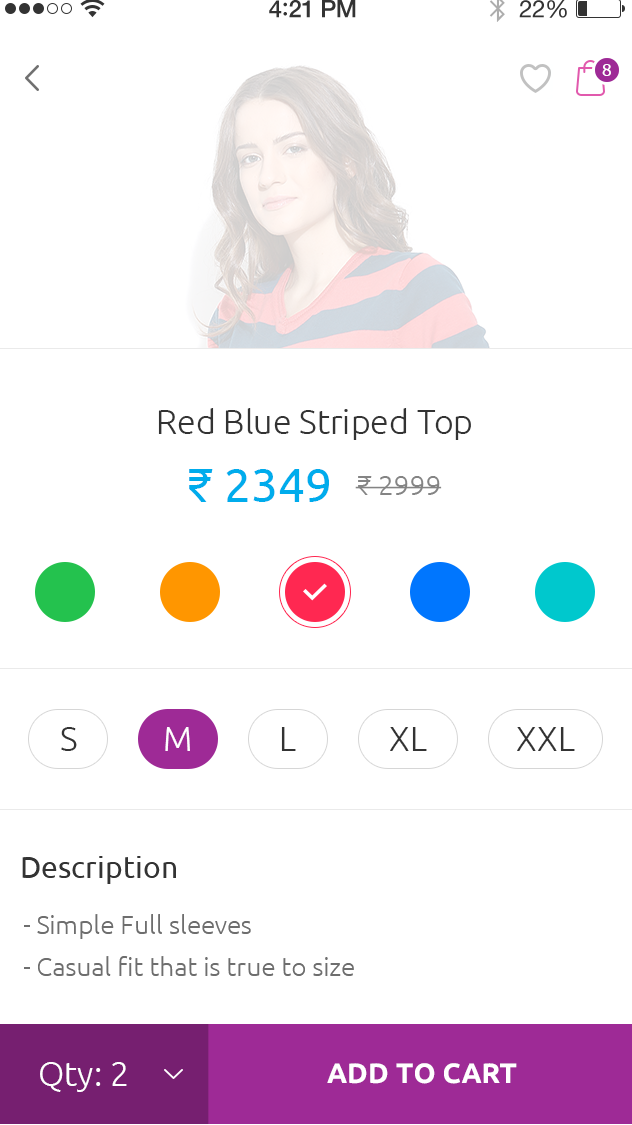 4:21 PM 22%
8
Red Blue Striped Top
₹ 2349 ₹ 2999
S M L XL XXL
Description
- Simple Full sleeves
- Casual fit that is true to size
Qty: 2 ADD TO CART